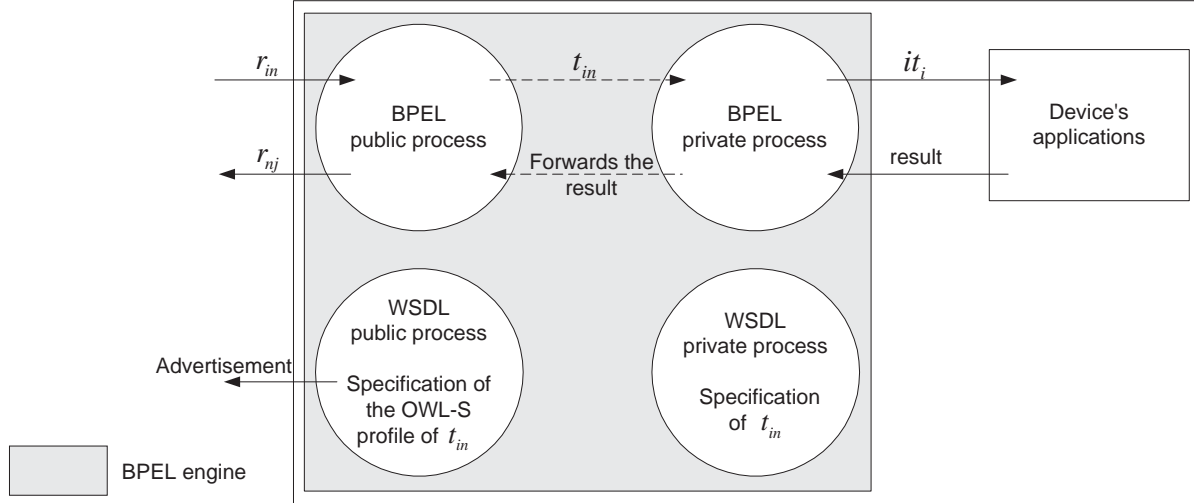 r_in
t_in
it_i
BPEL
public process
BPEL
private process
Device's
applications
r_nj
Forwards the
result
result
WSDL
public process
Specification of
the OWL-S
profile of t_in
WSDL
private process
Specification
of t_in
Advertisement
BPEL engine